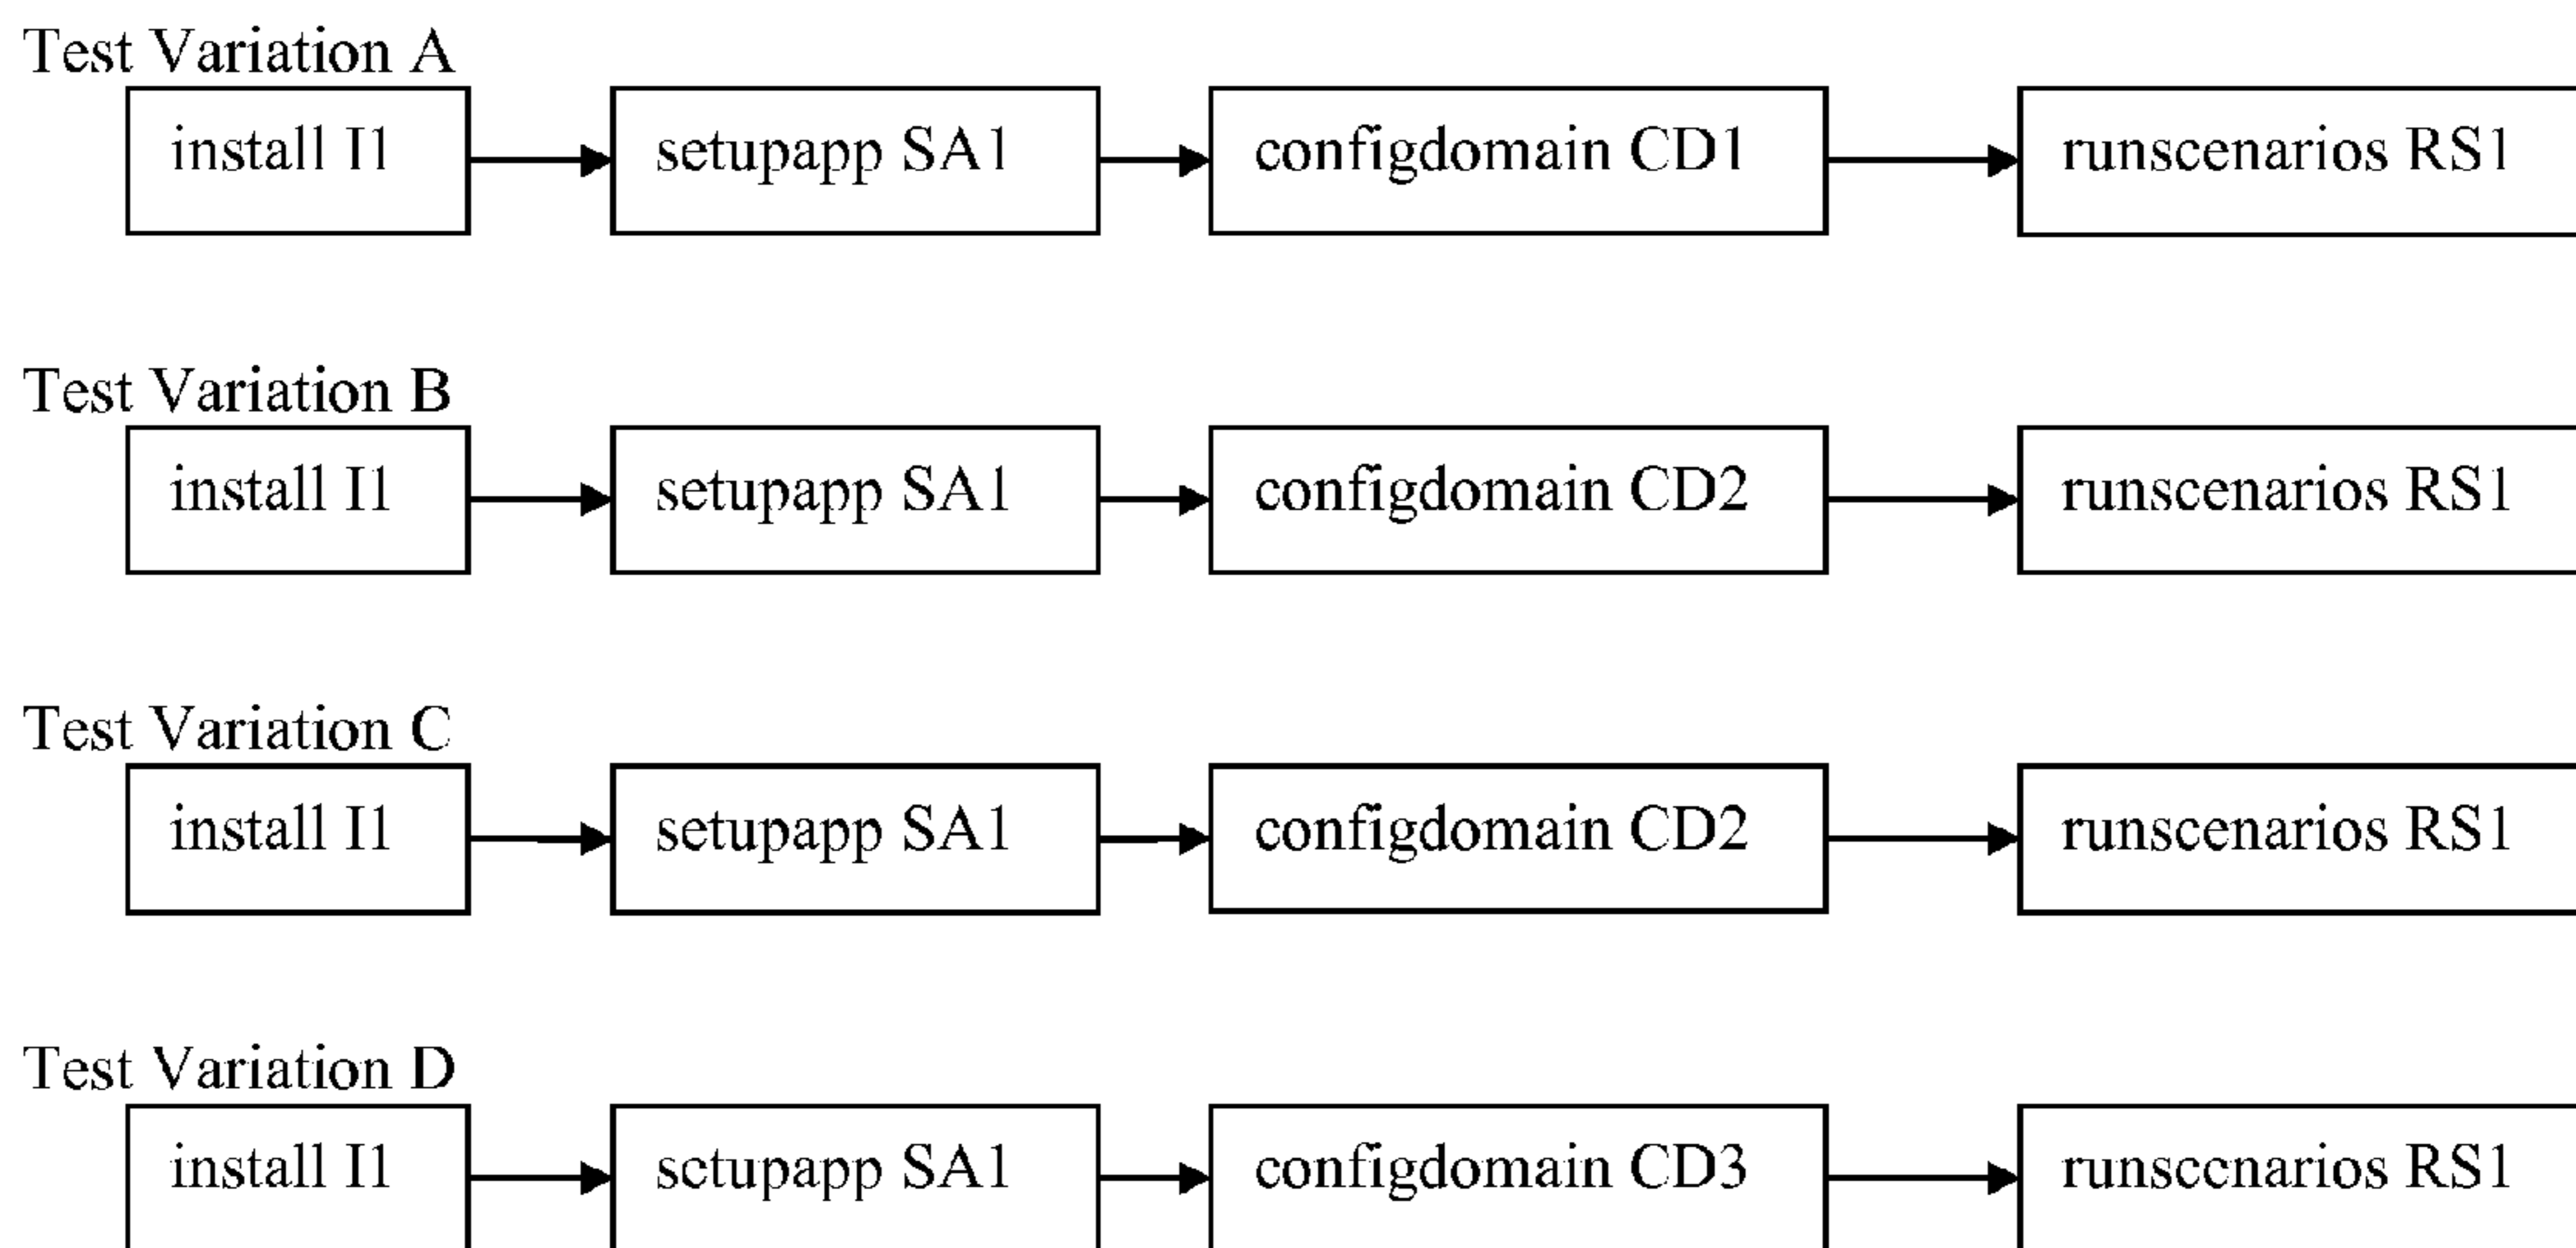 Test Variation A
install I1 setupapp SA1 configdomain CD1 runscenarios RS1
Test Variation B
install I1 setupapp SA1 configdomain CD2 runscenarios RS1
Test Variation C
install I1 setupapp SA1 configdomain CD2 runscenarios RS1
Test Variation D
install I1 setupapp SA1 configdomain CD3 runscenarios RS1